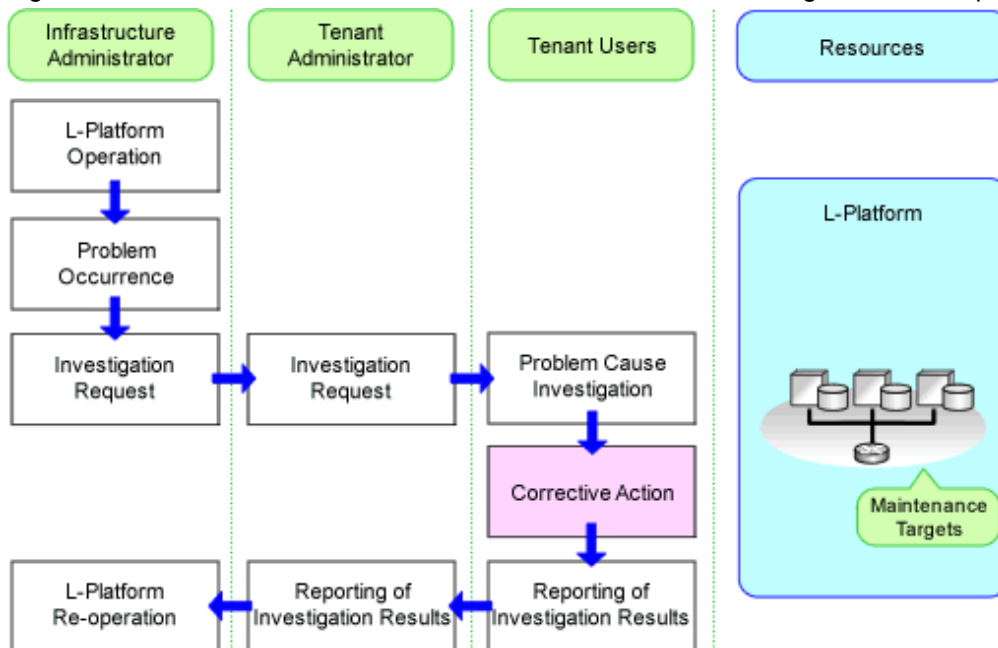 Infrastructure
Administrator
Tenant
Administrator
Tenant Users
Resources
L-Platform
Operation
L-Platform
Problem
Occurrence
Investigation
Request
Investigation
Request
Problem Cause
Investigation
Corrective Action
Maintenance
Targets
L-Platform
Re-operation
Reporting of
Investigation Results
Reporting of
Investigation Results